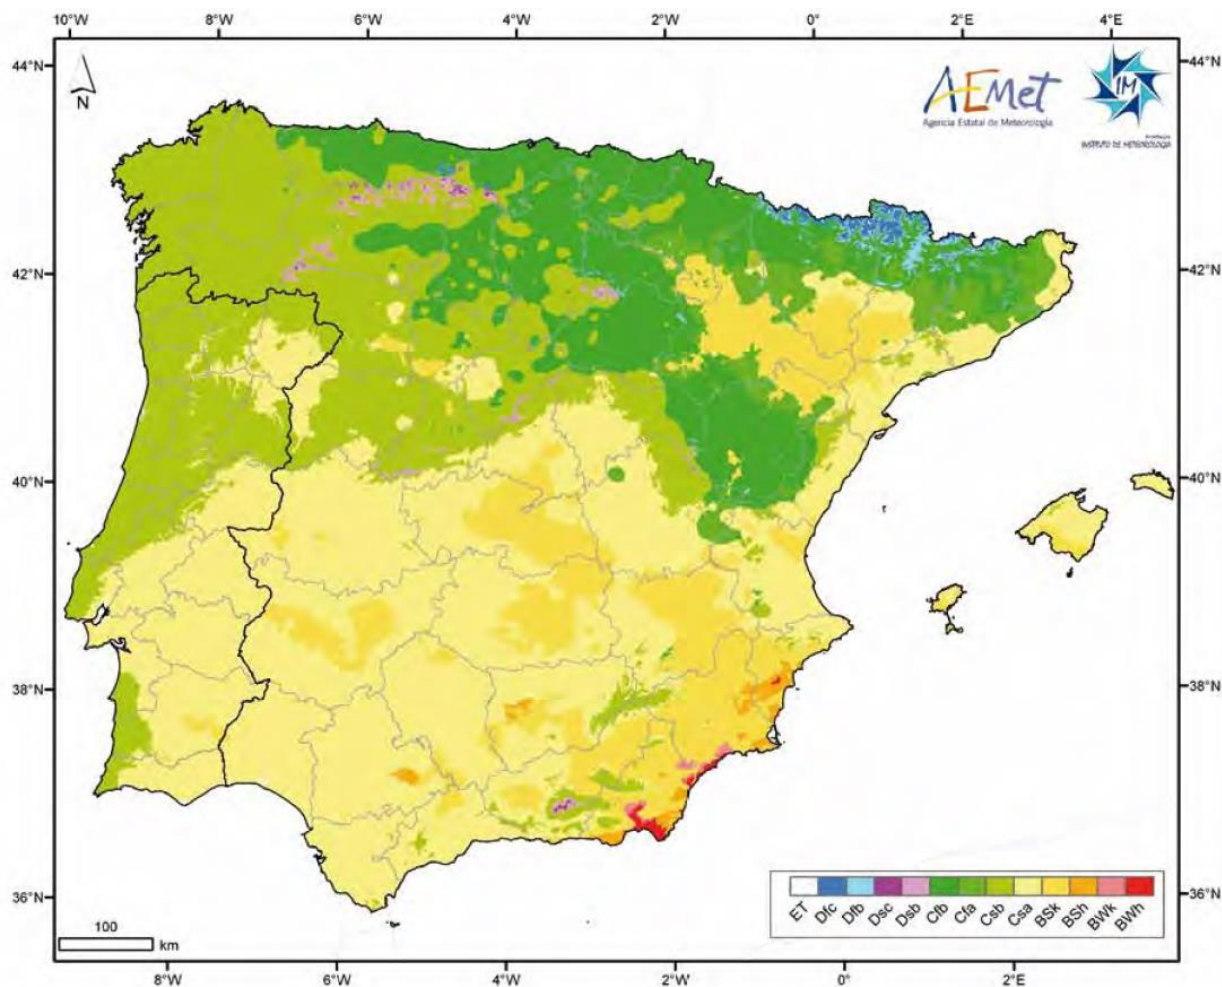 10°W 8°W 6°W 4°W 2°W 0° 2°E 4°E
44°N 44°N
N
AEMet
Agencia Estatal de Meteorología
IM
INSTITUTO DE METEOROLOGIA
42°N 42°N
40°N 40°N
38°N 38°N
36°N 36°N
ET Dfc Dfb Dsc Dsb Cfb Cfa Csb Csa BSk BSh BWk BWh
100
km
8°W 6°W 4°W 2°W 0° 2°E